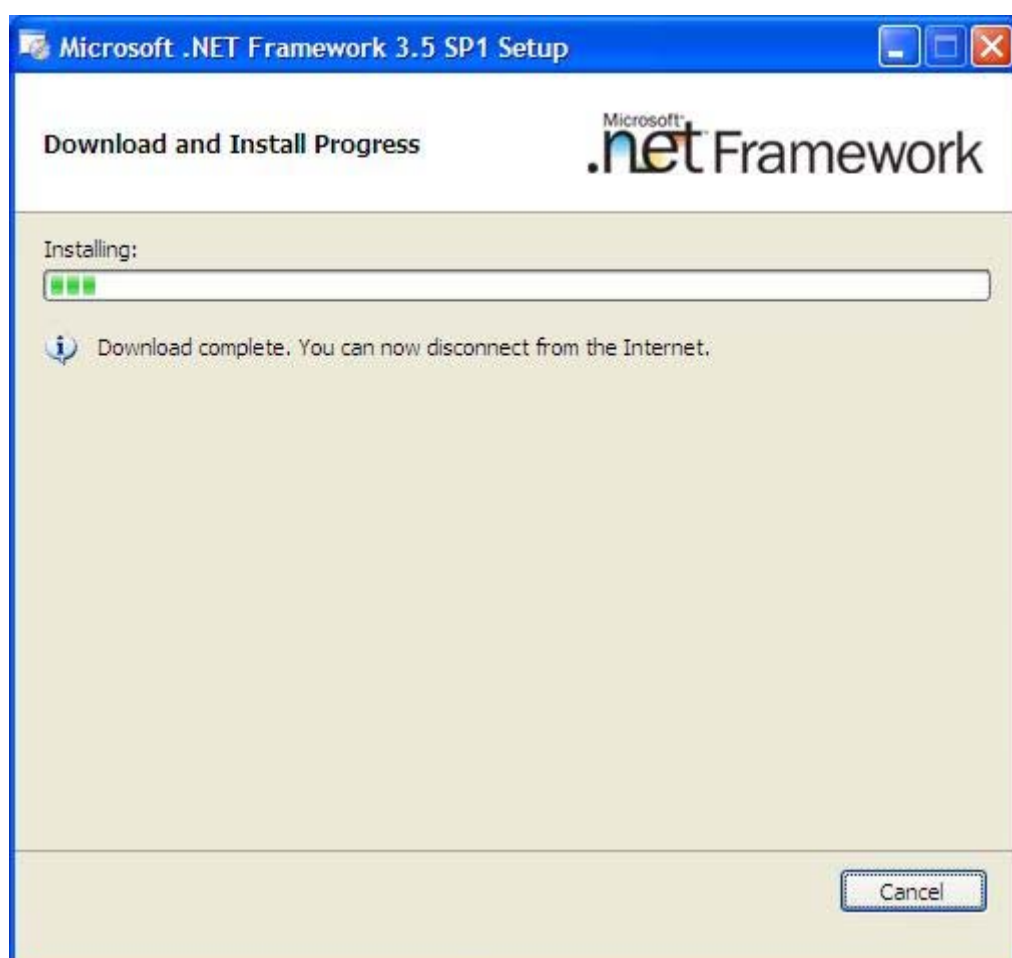 Microsoft .NET Framework 3.5 SP1 Setup
Download and Install Progress
Microsoft
.net Framework
Installing:
Download complete. You can now disconnect from the Internet.
Cancel